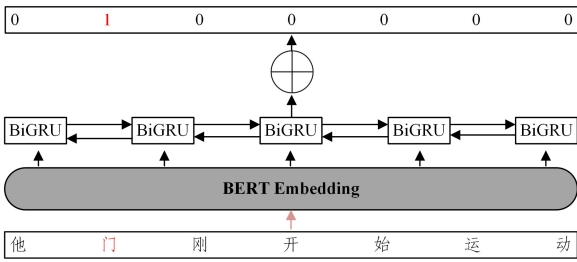 0 1 0 0 0 0 0
BiGRU BiGRU BiGRU BiGRU BiGRU
BERT Embedding
他 门 刚 开 始 运 动